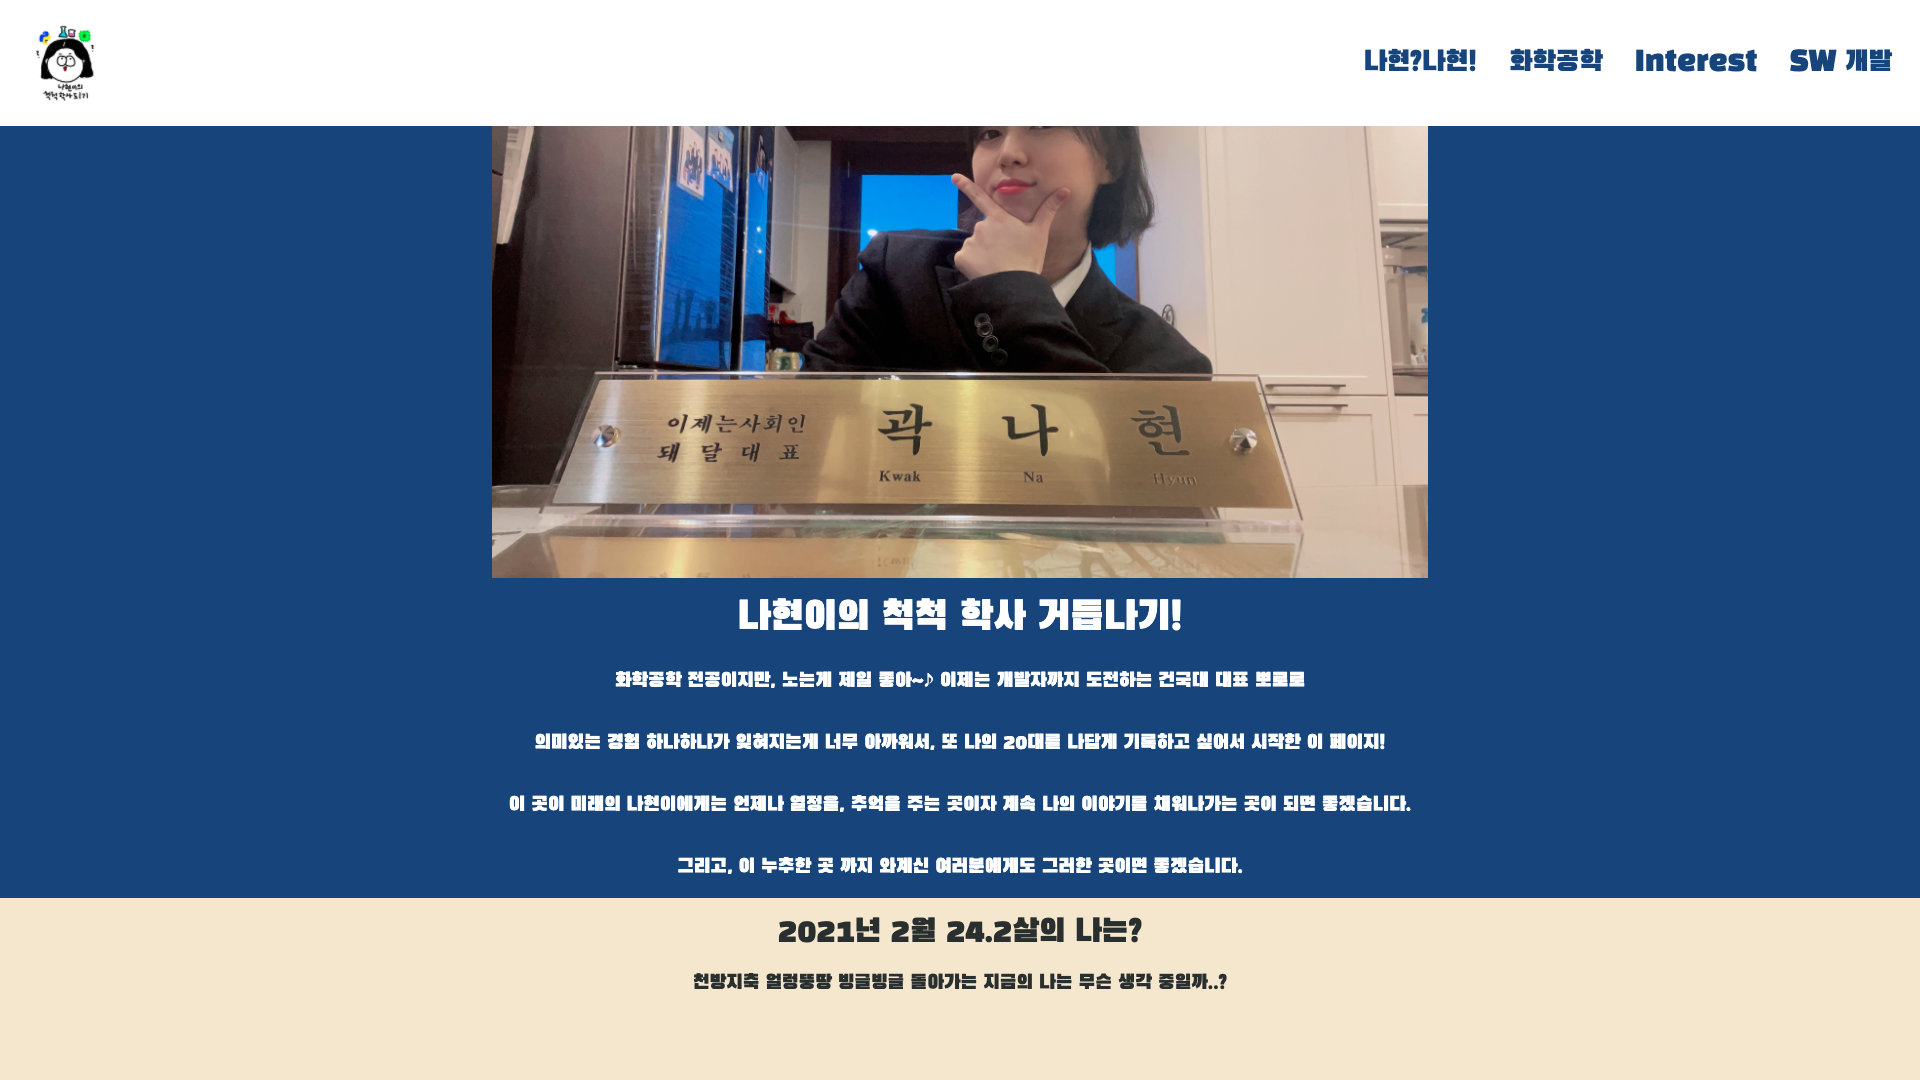 나현이의
척척학사되기
나현?나현! 화학공학 Interest SW 개발
이제는사회인
돼 달 대 표
곽 나 현
Kwak Na Hyun
나현이의 척척 학사 거듭나기!
화학공학 전공이지만, 노는게 제일 좋아~♪ 이제는 개발자까지 도전하는 건국대 대표 뽀로로
의미있는 경험 하나하나가 잊혀지는게 너무 아까워서, 또 나의 20대를 나답게 기록하고 싶어서 시작한 이 페이지!
이 곳이 미래의 나현이에게는 언제나 열정을, 추억을 주는 곳이자 계속 나의 이야기를 채워나가는 곳이 되면 좋겠습니다.
그리고, 이 누추한 곳 까지 와계신 여러분에게도 그러한 곳이면 좋겠습니다.
2021년 2월 24.2살의 나는?
천방지축 얼렁뚱땅 빙글빙글 돌아가는 지금의 나는 무슨 생각 중일까..?